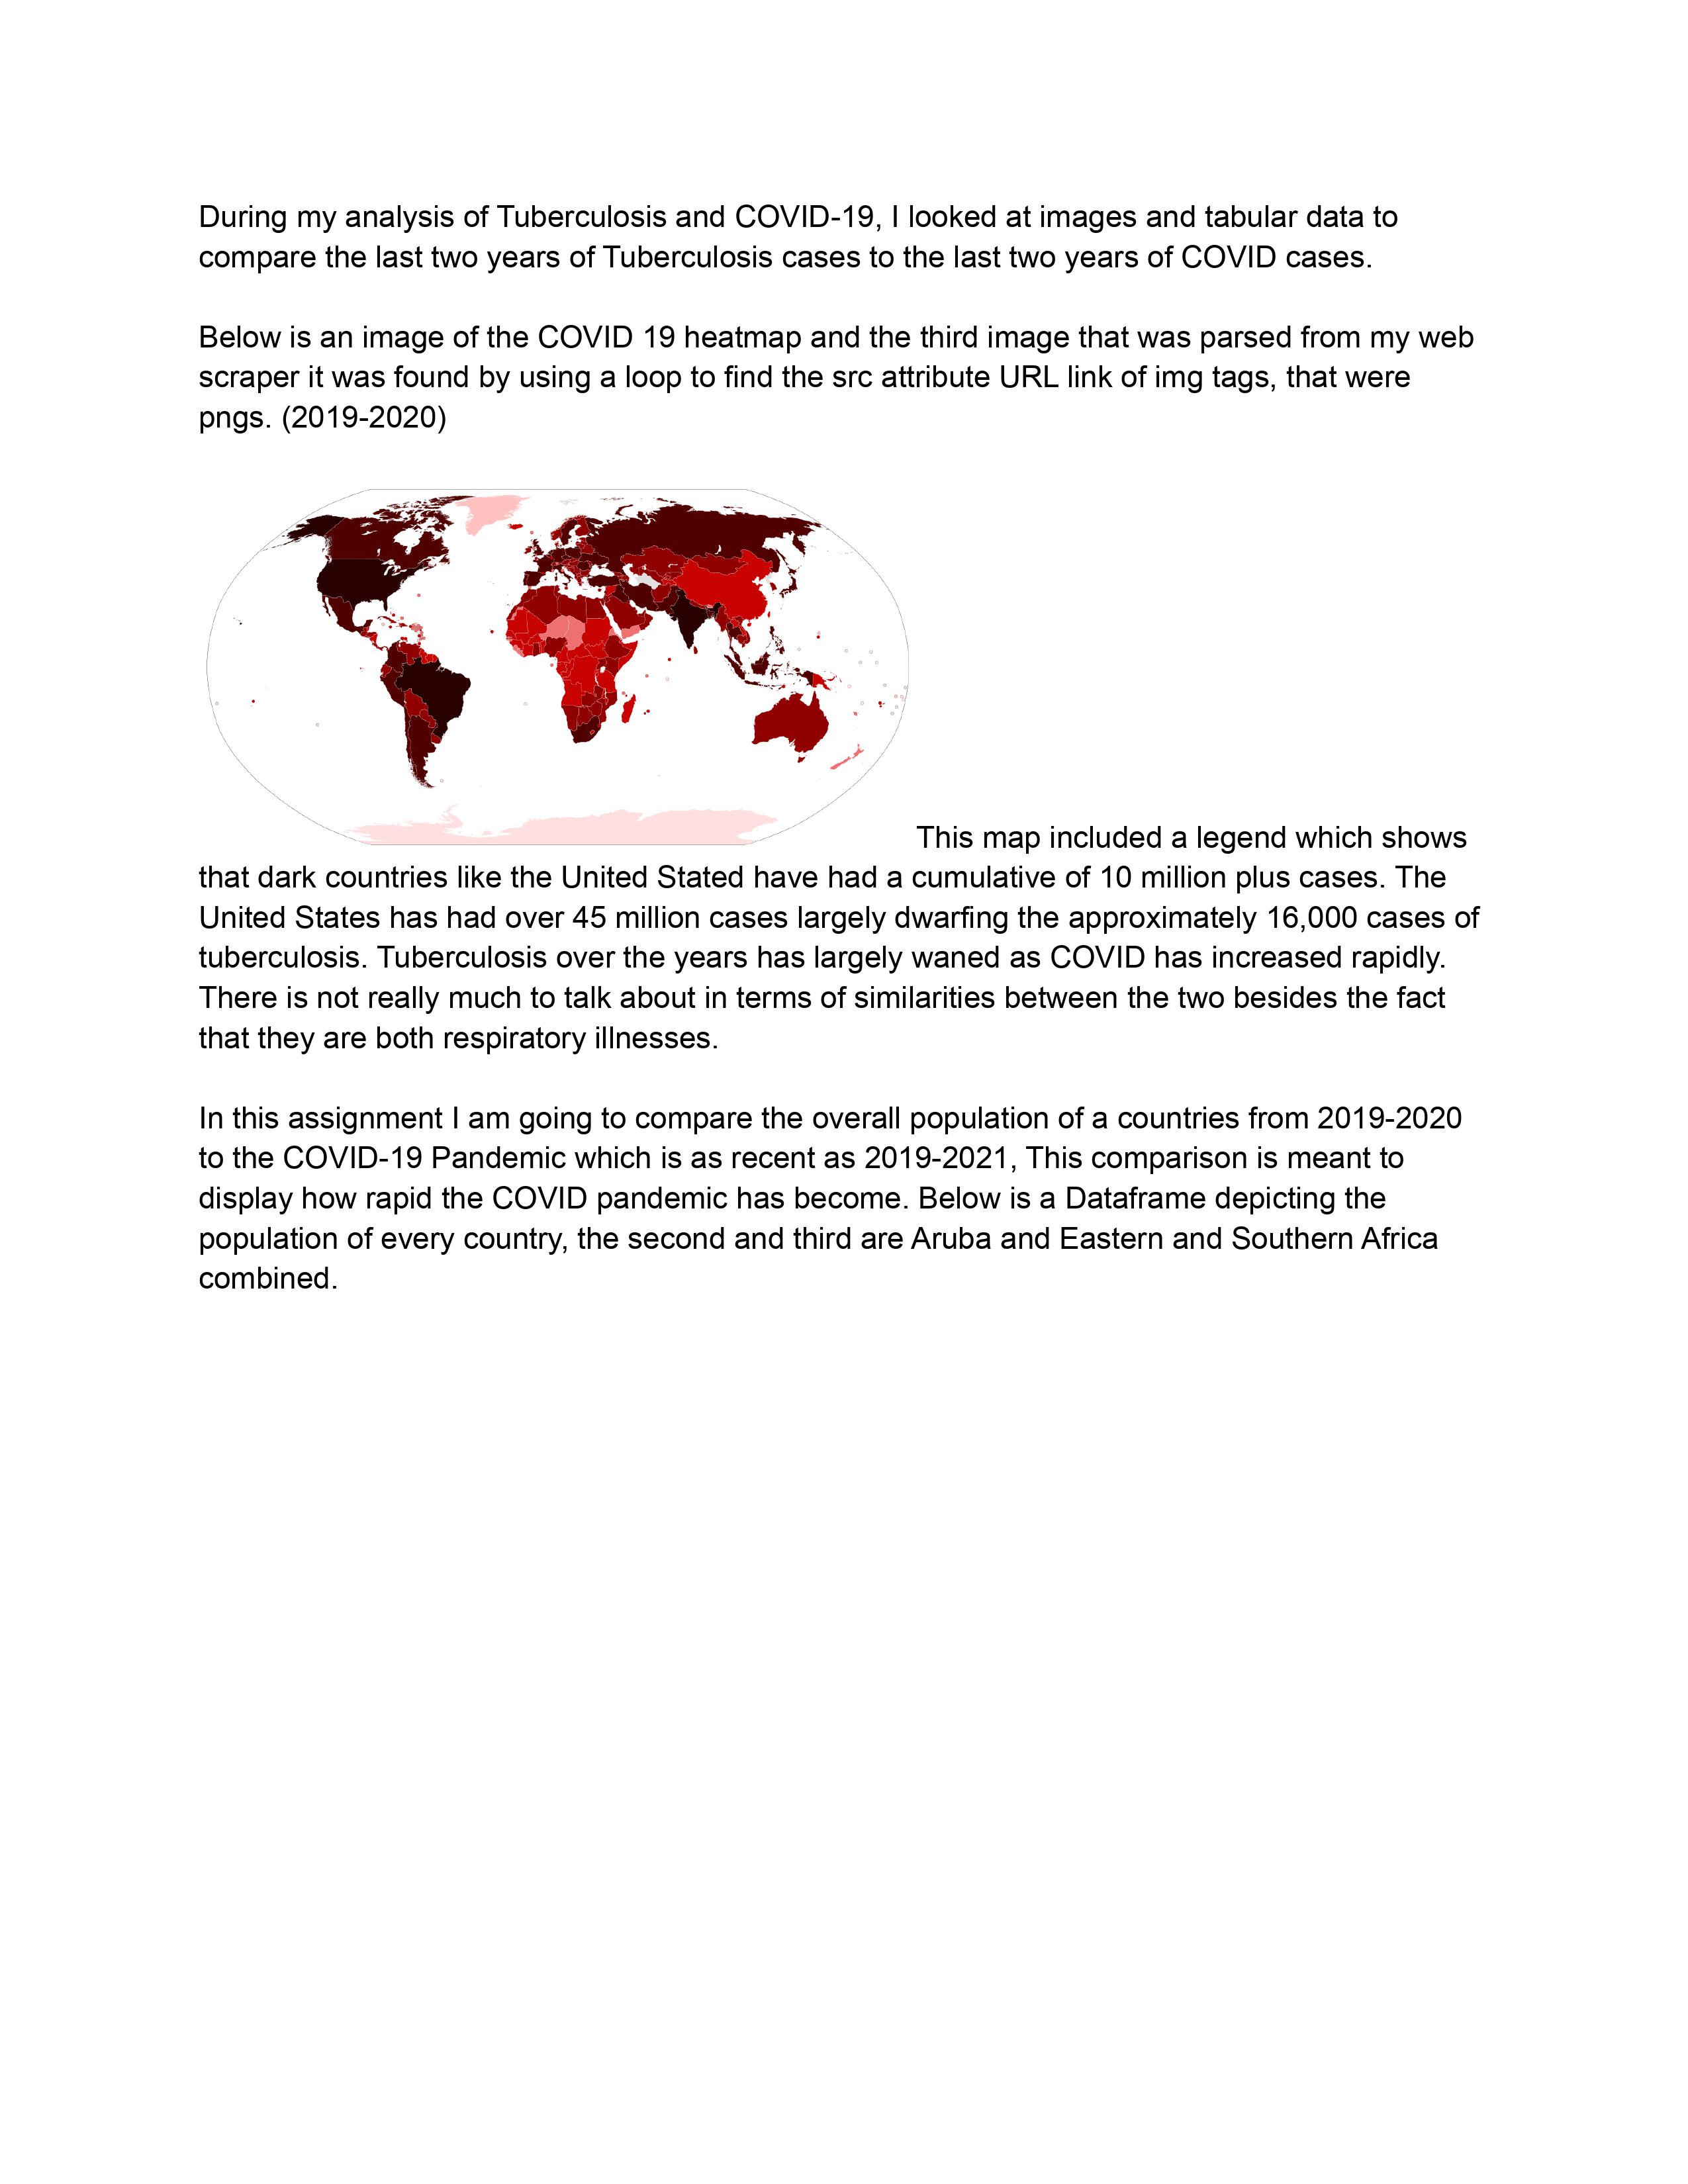 During my analysis of Tuberculosis and COVID-19, I looked at images and tabular data to
compare the last two years of Tuberculosis cases to the last two years of COVID cases.
Below is an image of the COVID 19 heatmap and the third image that was parsed from my web
scraper it was found by using a loop to find the src attribute URL link of img tags, that were
pngs. (2019-2020)
This map included a legend which shows
that dark countries like the United Stated have had a cumulative of 10 million plus cases. The
United States has had over 45 million cases largely dwarfing the approximately 16,000 cases of
tuberculosis. Tuberculosis over the years has largely waned as COVID has increased rapidly.
There is not really much to talk about in terms of similarities between the two besides the fact
that they are both respiratory illnesses.
In this assignment I am going to compare the overall population of a countries from 2019-2020
to the COVID-19 Pandemic which is as recent as 2019-2021, This comparison is meant to
display how rapid the COVID pandemic has become. Below is a Dataframe depicting the
population of every country, the second and third are Aruba and Eastern and Southern Africa
combined.